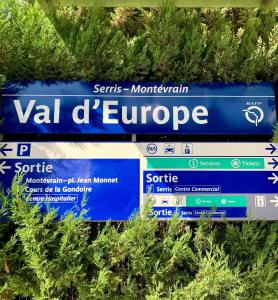 Serris – Montévrain
Val d'Europe
RATP
P
Sortie
Montévrain-pl. Jean Monnet
Cours de la Gondoire
Centre Hospitalier
BUS
Services
Tickets
Sortie
Serris Centre Commercial
Sortie
Serris Centre Commercial